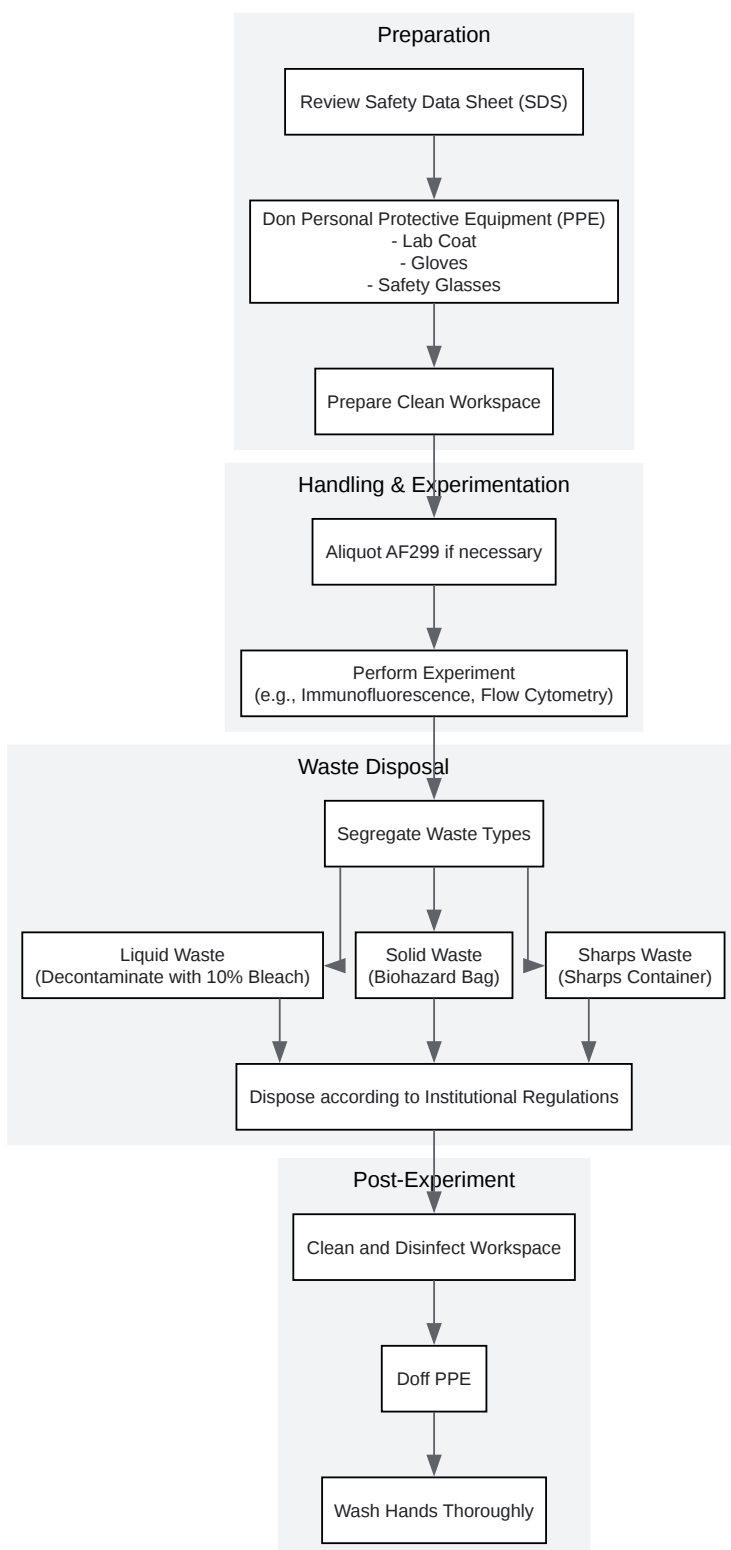 Preparation
Review Safety Data Sheet (SDS)
Don Personal Protective Equipment (PPE)
- Lab Coat
- Gloves
- Safety Glasses
Prepare Clean Workspace
Handling & Experimentation
Aliquot AF299 if necessary
Perform Experiment
(e.g., Immunofluorescence, Flow Cytometry)
Waste Disposal
Segregate Waste Types
Liquid Waste
(Decontaminate with 10% Bleach)
Solid Waste
(Biohazard Bag)
Sharps Waste
(Sharps Container)
Dispose according to Institutional Regulations
Post-Experiment
Clean and Disinfect Workspace
Doff PPE
Wash Hands Thoroughly